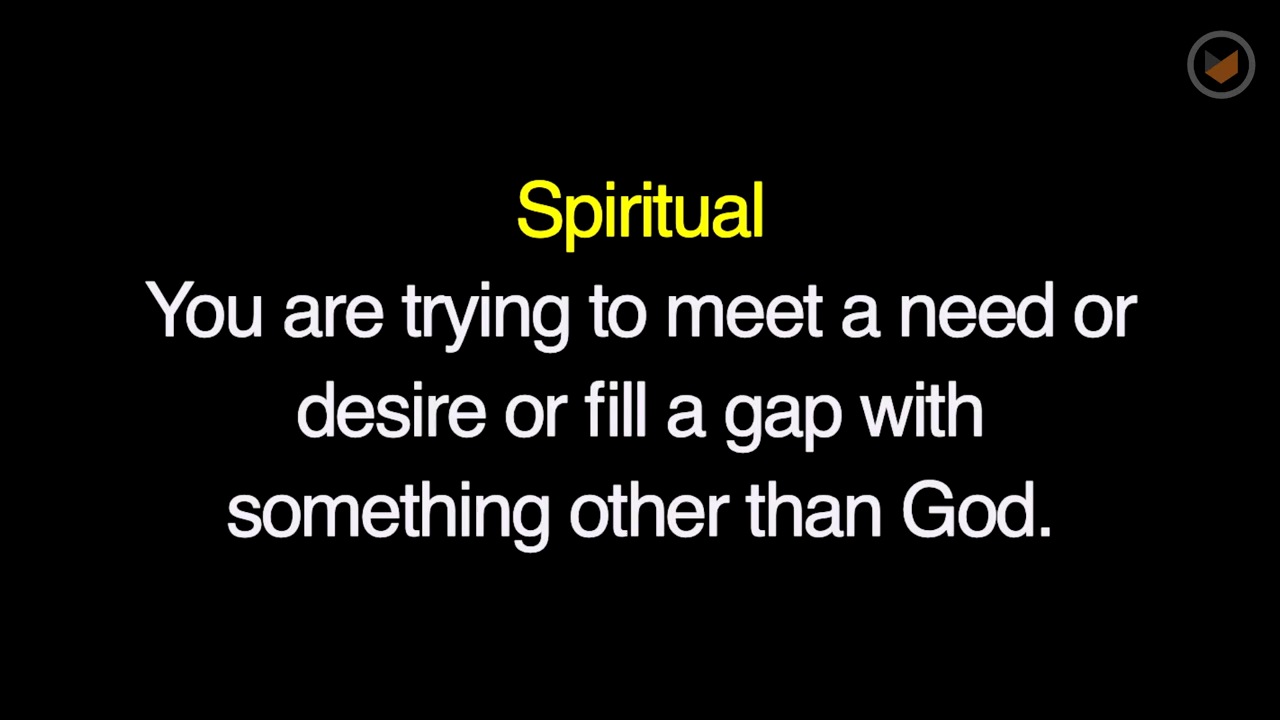 Spiritual
You are trying to meet a need or
desire or fill a gap with
something other than God.